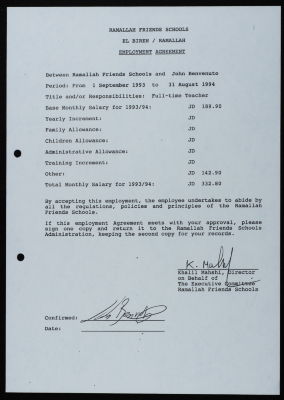 RAMALLAH FRIENDS SCHOOLS
EL BIREH / RAMALLAH
EMPLOYMENT AGREEMENT
Between Ramallah Friends Schools and John Benvenuto
Period: From 1 September 1993 to 31 August 1994
Title and/or Responsibilities: Full-time Teacher
Base Monthly Salary for 1993/94: JD 189.90
Yearly Increment: JD
Family Allowance: JD
Children Allowance: JD
Administrative Allowance: JD
Training Increment: JD
Other: JD 142.90
Total Monthly Salary for 1993/94: JD 332.80
By accepting this employment, the employee undertakes to abide by
all the regulations, policies and principles of the Ramallah
Friends Schools.
If this employment Agreement meets with your approval, please
sign one copy and return it to the Ramallah Friends Schools
Administration, keeping the second copy for your records.
Khalil Mahshi, Director
on Behalf of
The Executive Committee
Ramallah Friends Schools
Confirmed:
Date: